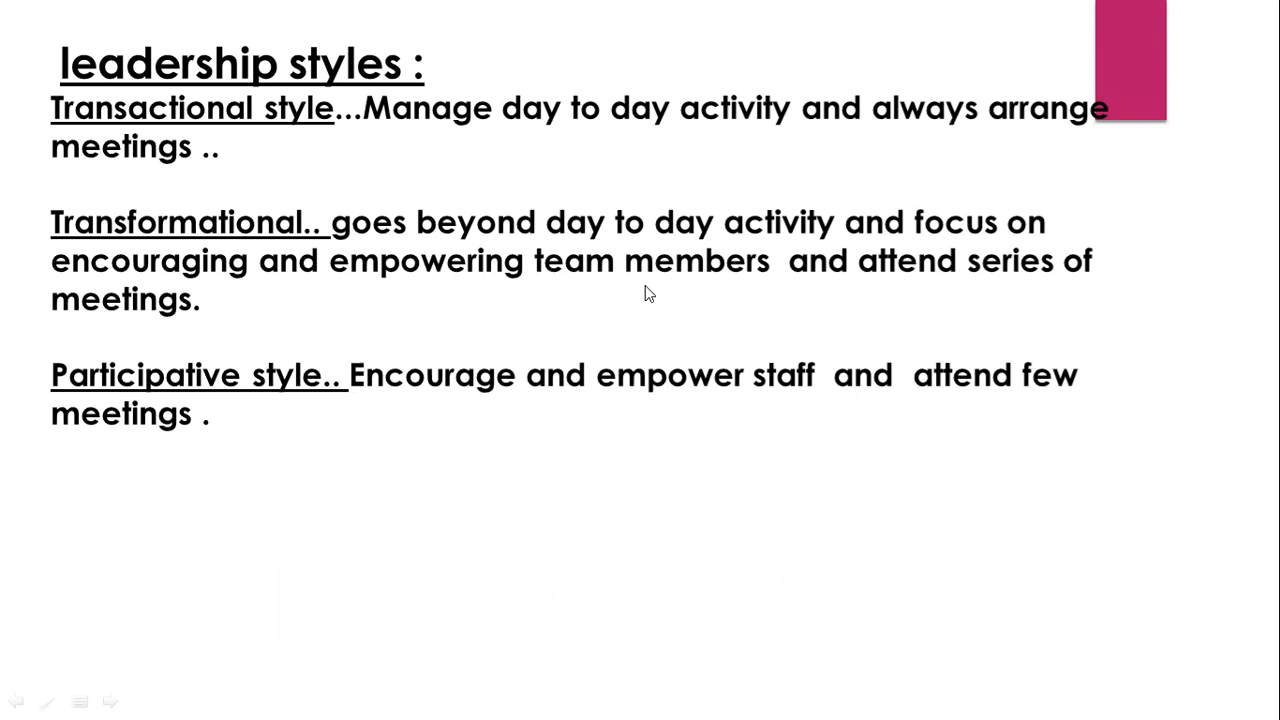 leadership styles :
Transactional style...Manage day to day activity and always arrange
meetings ..
Transformational.. goes beyond day to day activity and focus on
encouraging and empowering team members  and attend series of
meetings.
Participative style.. Encourage and empower staff  and  attend few
meetings .